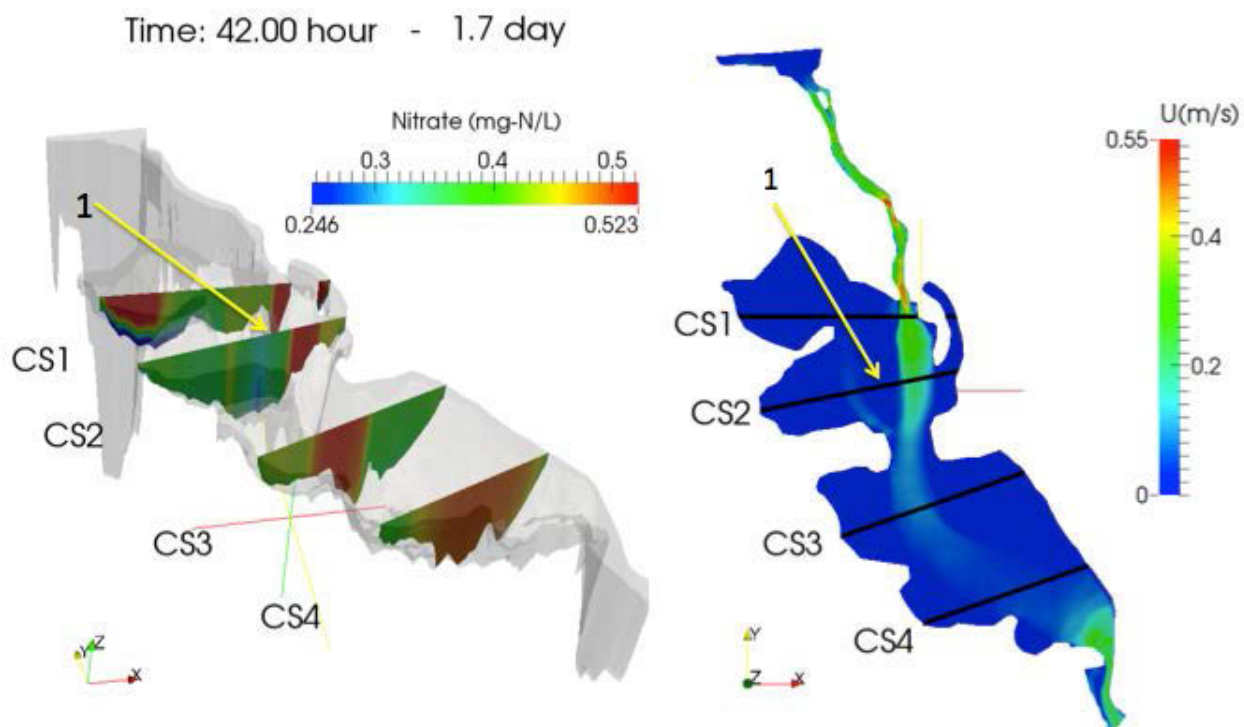 Time: 42.00 hour - 1.7 day
Nitrate (mg-N/L)
0.3 0.4 0.5
0.246 0.523
1
CS1
CS2
CS3
CS4
Y Z X
U(m/s)
0.55
0.4
0.2
0
1
CS1
CS2
CS3
CS4
Y
Z X